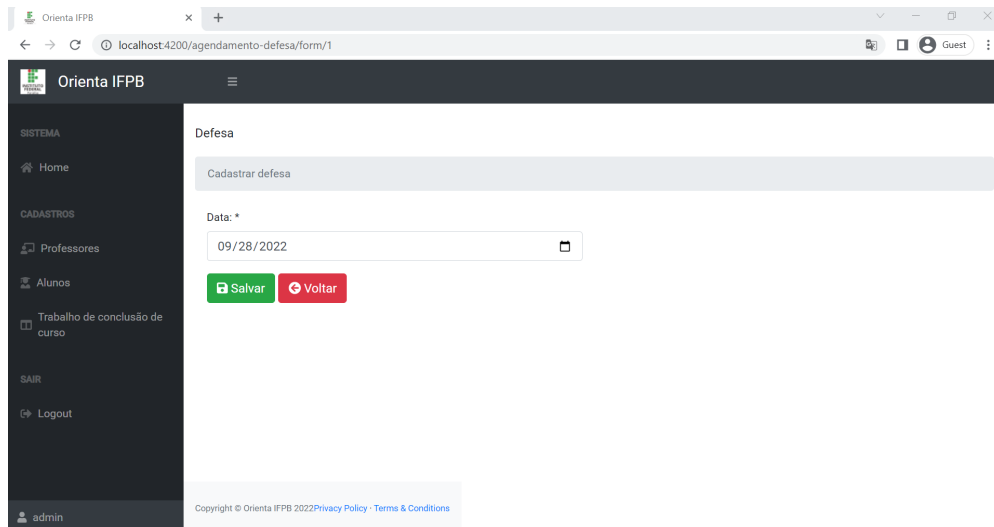 Orienta IFPB
localhost:4200/agendamento-defesa/form/1
Guest
Orienta IFPB
SISTEMA
Home
CADASTROS
Professores
Alunos
Trabalho de conclusão de
curso
SAIR
Logout
admin
Defesa
Cadastrar defesa
Data: *
09/28/2022
Salvar
Voltar
Copyright © Orienta IFPB 2022Privacy Policy · Terms & Conditions